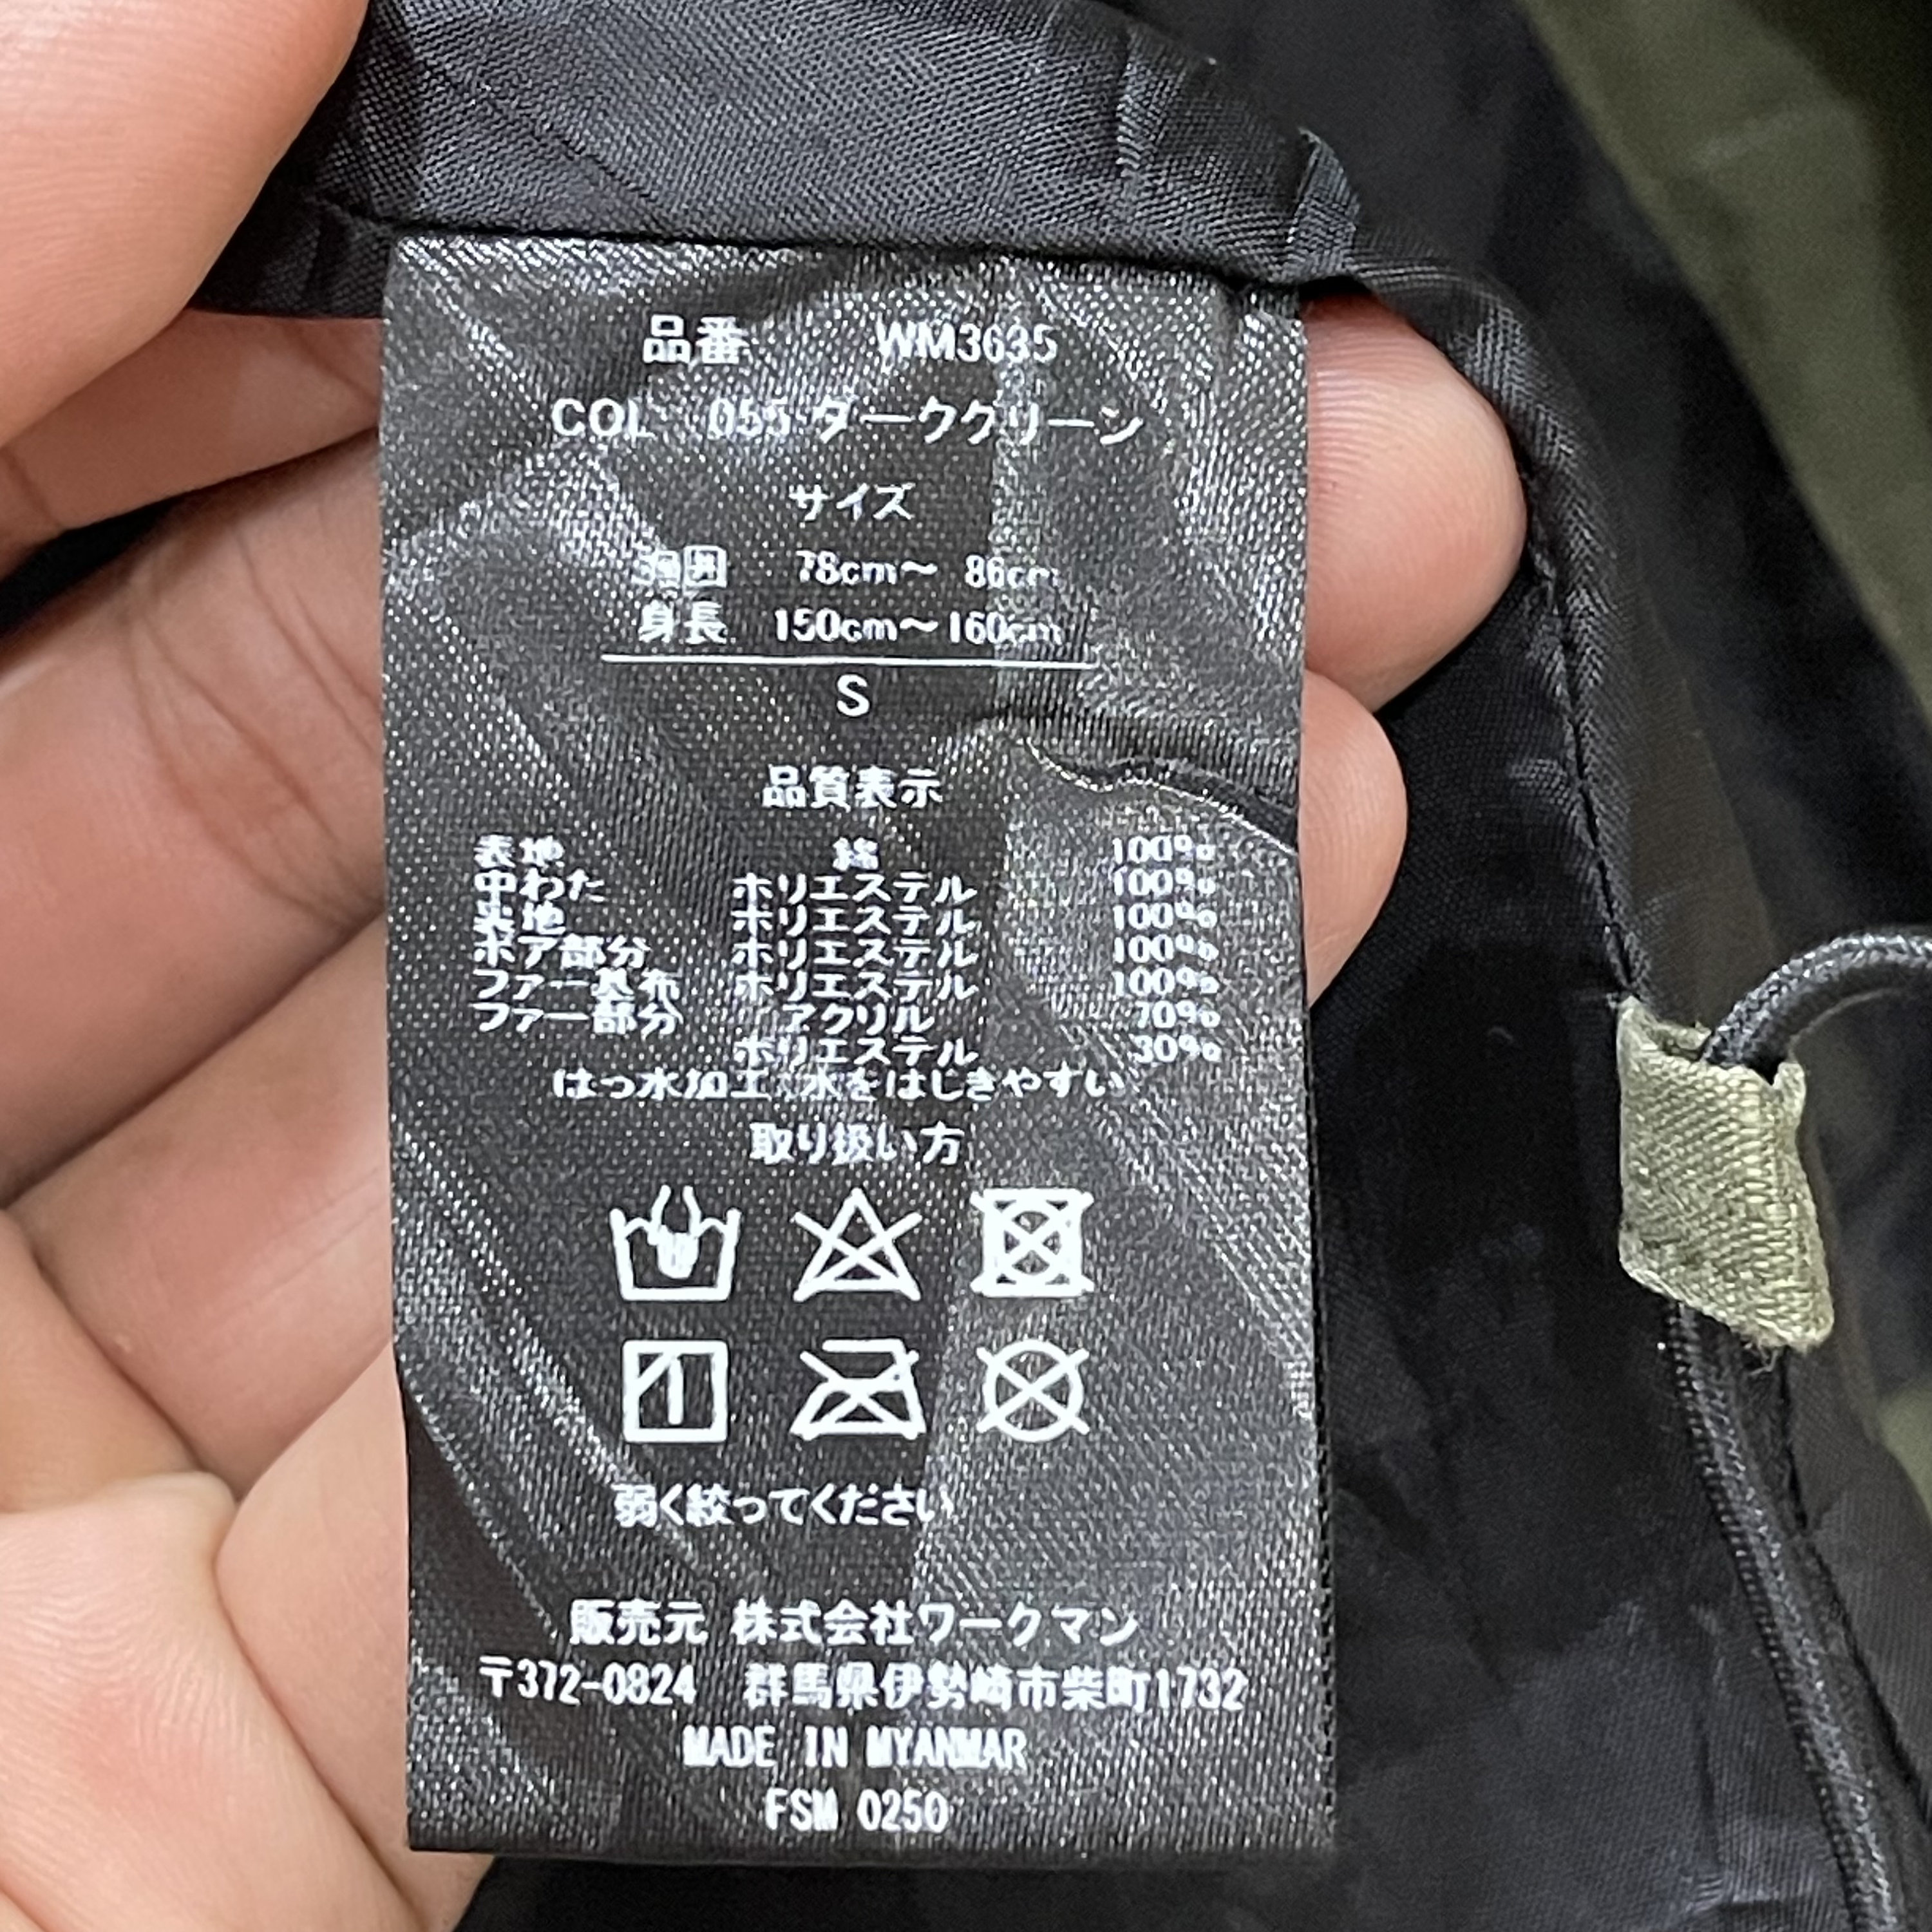 品番 WM3635
COL 055 ダークグリーン
サイズ
胸囲 78cm〜 86cm
身長 150cm〜160cm
S
品質表示
表地 綿 100%
中わた ポリエステル 100%
裏地 ポリエステル 100%
ボア部分 ポリエステル 100%
ファー基布 ポリエステル 100%
ファー部分 アクリル 70%
ポリエステル 30%
はっ水加工:水をはじきやすい
取り扱い方
弱く絞ってください
販売元 株式会社ワークマン
〒372-0824 群馬県伊勢崎市柴町1732
MADE IN MYANMAR
FSM 0250